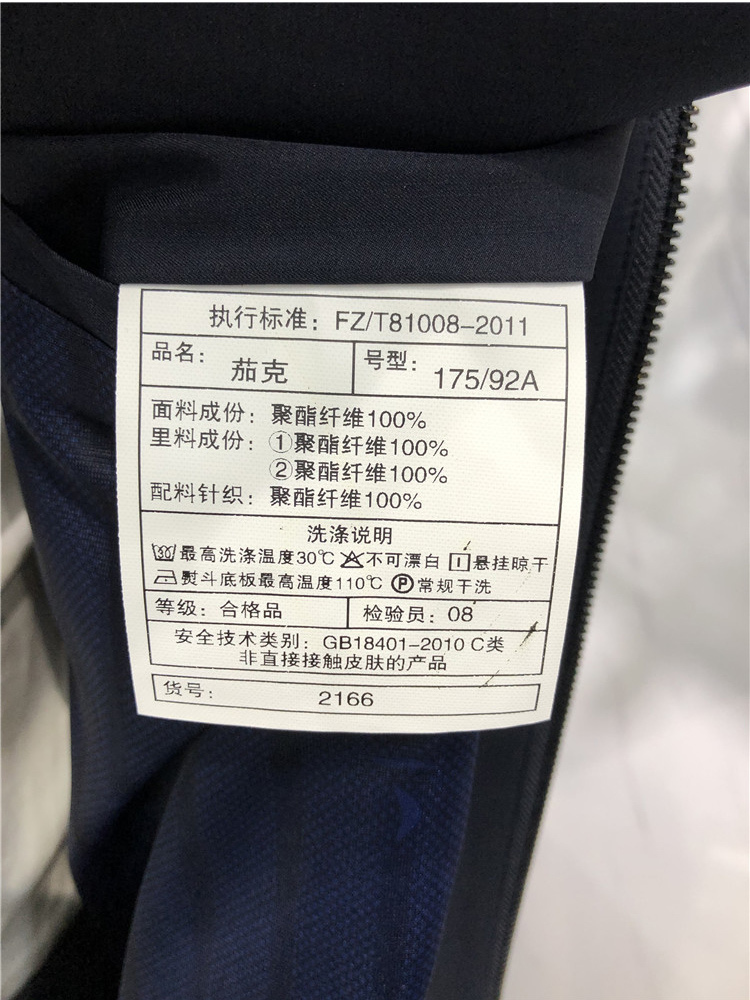 执行标准：FZ/T81008-2011
品名：茄克
号型：175/92A
面料成份：聚酯纤维100%
里料成份：①聚酯纤维100%
②聚酯纤维100%
配料针织：聚酯纤维100%
洗涤说明
最高洗涤温度30℃ 不可漂白 悬挂晾干
熨斗底板最高温度110℃ Ⓟ常规干洗
等级：合格品
检验员：08
安全技术类别：GB18401-2010 C类
非直接接触皮肤的产品
货号：2166